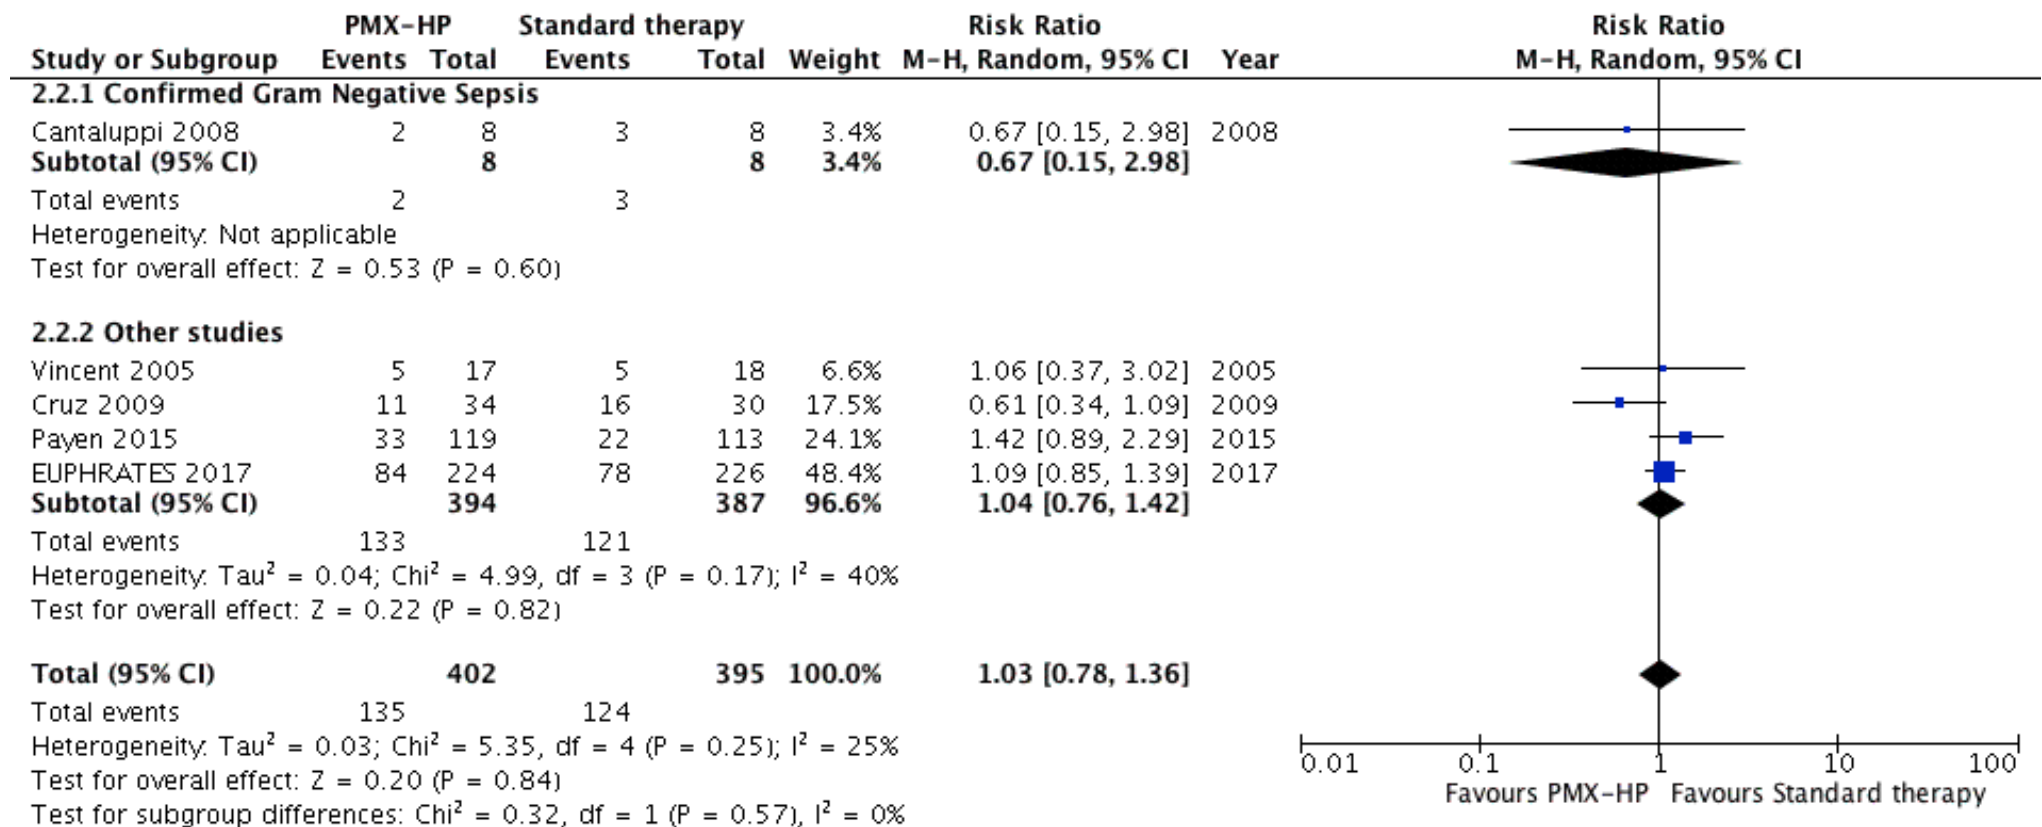 PMX-HP Standard therapy Risk Ratio Risk Ratio
Study or Subgroup Events Total Events Total Weight M-H, Random, 95% CI Year M-H, Random, 95% CI
2.2.1 Confirmed Gram Negative Sepsis
Cantaluppi 2008 2 8 3 8 3.4% 0.67 [0.15, 2.98] 2008
Subtotal (95% CI) 8 8 3.4% 0.67 [0.15, 2.98]
Total events 2 3
Heterogeneity: Not applicable
Test for overall effect: Z = 0.53 (P = 0.60)
2.2.2 Other studies
Vincent 2005 5 17 5 18 6.6% 1.06 [0.37, 3.02] 2005
Cruz 2009 11 34 16 30 17.5% 0.61 [0.34, 1.09] 2009
Payen 2015 33 119 22 113 24.1% 1.42 [0.89, 2.29] 2015
EUPHRATES 2017 84 224 78 226 48.4% 1.09 [0.85, 1.39] 2017
Subtotal (95% CI) 394 387 96.6% 1.04 [0.76, 1.42]
Total events 133 121
Heterogeneity: Tau² = 0.04; Chi² = 4.99, df = 3 (P = 0.17); I² = 40%
Test for overall effect: Z = 0.22 (P = 0.82)
Total (95% CI) 402 395 100.0% 1.03 [0.78, 1.36]
Total events 135 124
Heterogeneity: Tau² = 0.03; Chi² = 5.35, df = 4 (P = 0.25); I² = 25%
Test for overall effect: Z = 0.20 (P = 0.84)
Test for subgroup differences: Chi² = 0.32, df = 1 (P = 0.57), I² = 0%
0.01 0.1 1 10 100
Favours PMX-HP Favours Standard therapy